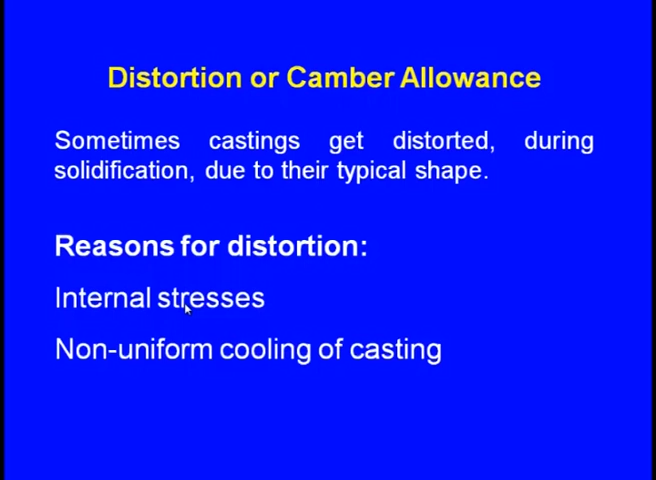 Distortion or Camber Allowance
Sometimes castings get distorted, during
solidification, due to their typical shape.
Reasons for distortion:
Internal stresses
Non-uniform cooling of casting